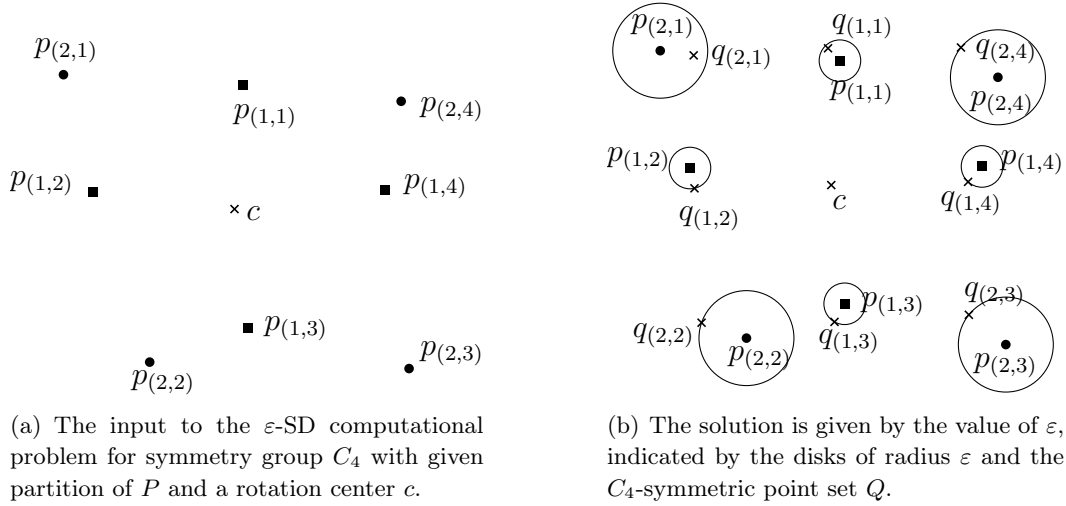 p(2,1)
p(1,1)
p(2,4)
p(1,2)
p(1,4)
c
p(1,3)
p(2,2)
p(2,3)
(a) The input to the ε-SD computational
problem for symmetry group C4 with given
partition of P and a rotation center c.
q(1,1)
p(2,1)
q(2,1)
q(2,4)
p(1,1)
p(2,4)
p(1,2)
p(1,4)
q(1,2)
c
q(1,4)
q(2,3)
p(1,3)
q(2,2)
q(1,3)
p(2,2)
p(2,3)
(b) The solution is given by the value of ε,
indicated by the disks of radius ε and the
C4-symmetric point set Q.